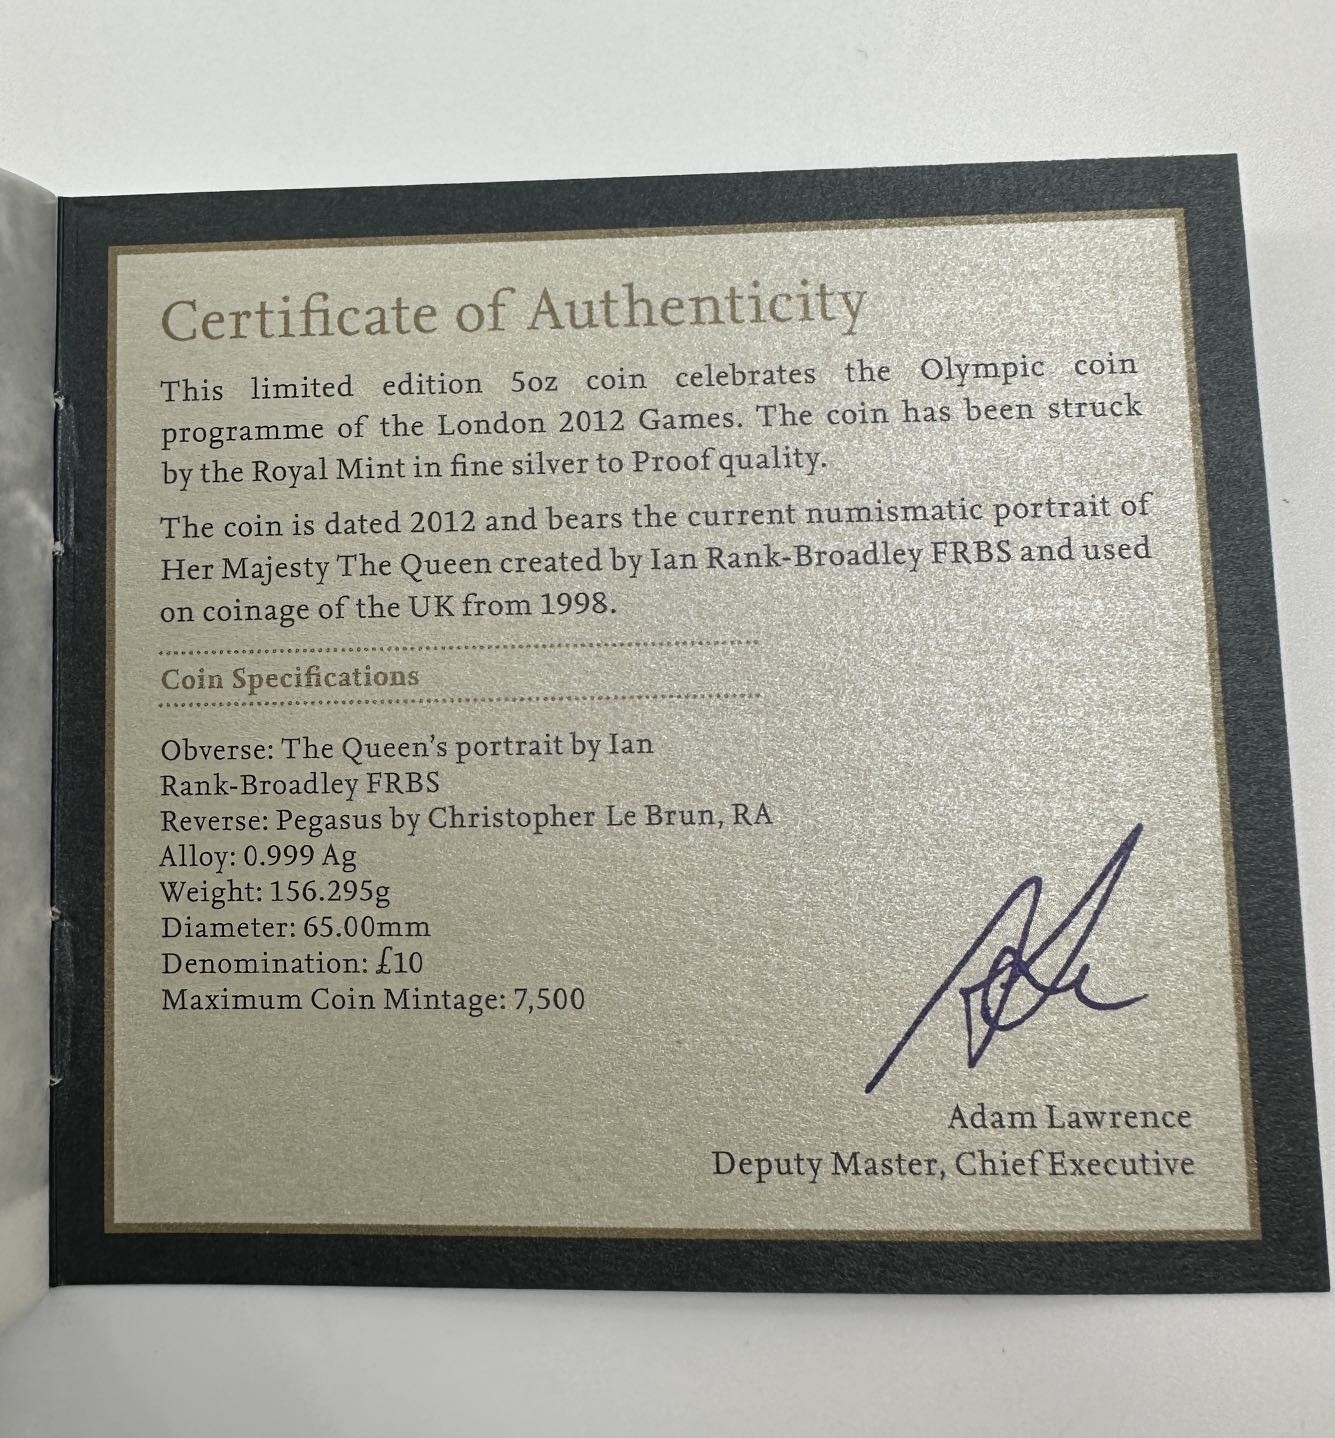 Certificate of Authenticity
This limited edition 5oz coin celebrates the Olympic coin
programme of the London 2012 Games. The coin has been struck
by the Royal Mint in fine silver to Proof quality.
The coin is dated 2012 and bears the current numismatic portrait of
Her Majesty The Queen created by Ian Rank-Broadley FRBS and used
on coinage of the UK from 1998.
Coin Specifications
Obverse: The Queen's portrait by Ian
Rank-Broadley FRBS
Reverse: Pegasus by Christopher Le Brun, RA
Alloy: 0.999 Ag
Weight: 156.295g
Diameter: 65.00mm
Denomination: £10
Maximum Coin Mintage: 7,500
Adam Lawrence
Deputy Master, Chief Executive